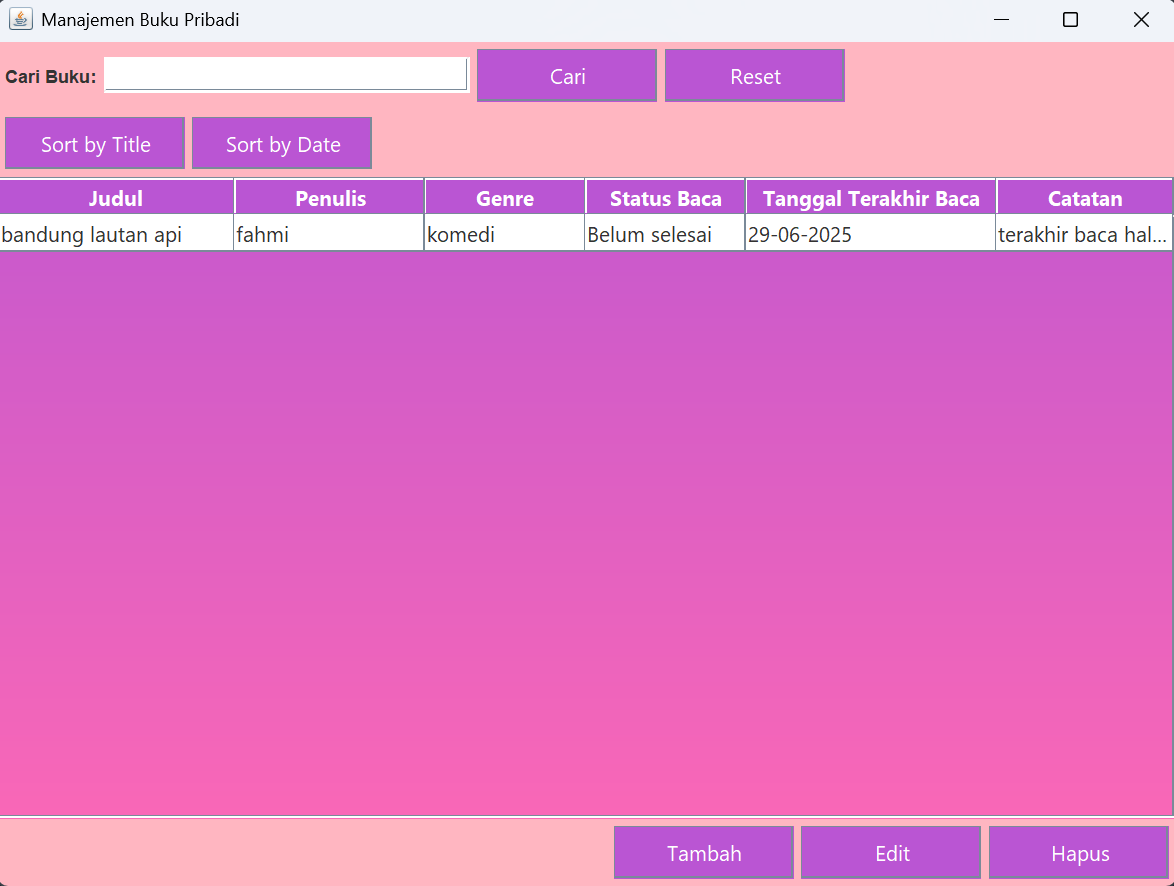 Manajemen Buku Pribadi
Cari Buku: Cari Reset
Sort by Title Sort by Date
Judul Penulis Genre Status Baca Tanggal Terakhir Baca Catatan
bandung lautan api fahmi komedi Belum selesai 29-06-2025 terakhir baca hal...
Tambah Edit Hapus